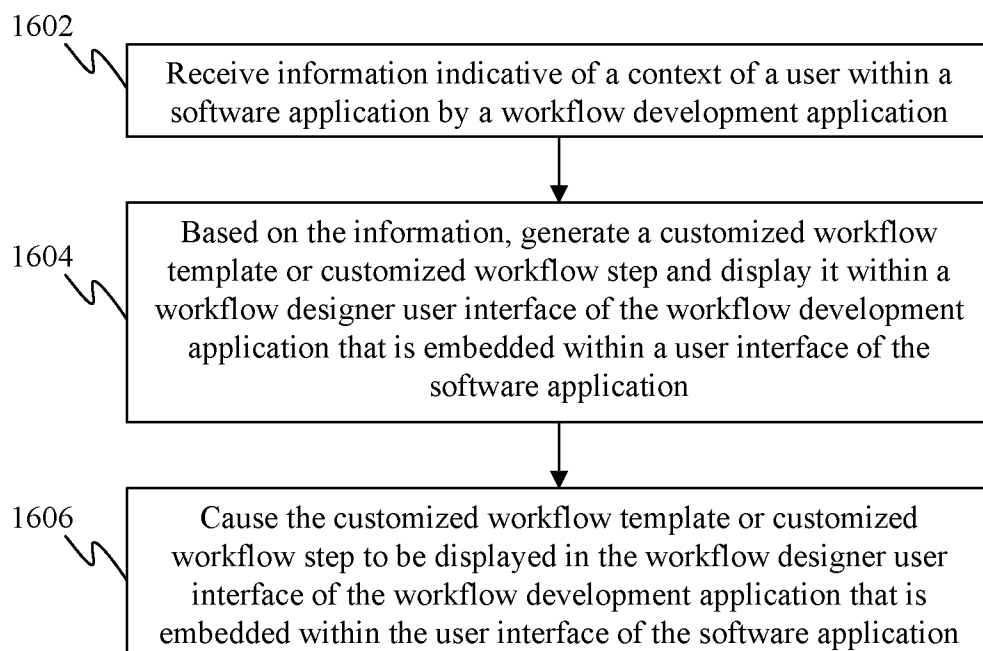 1602
Receive information indicative of a context of a user within a
software application by a workflow development application
1604
Based on the information, generate a customized workflow
template or customized workflow step and display it within a
workflow designer user interface of the workflow development
application that is embedded within a user interface of the
software application
1606
Cause the customized workflow template or customized
workflow step to be displayed in the workflow designer user
interface of the workflow development application that is
embedded within the user interface of the software application